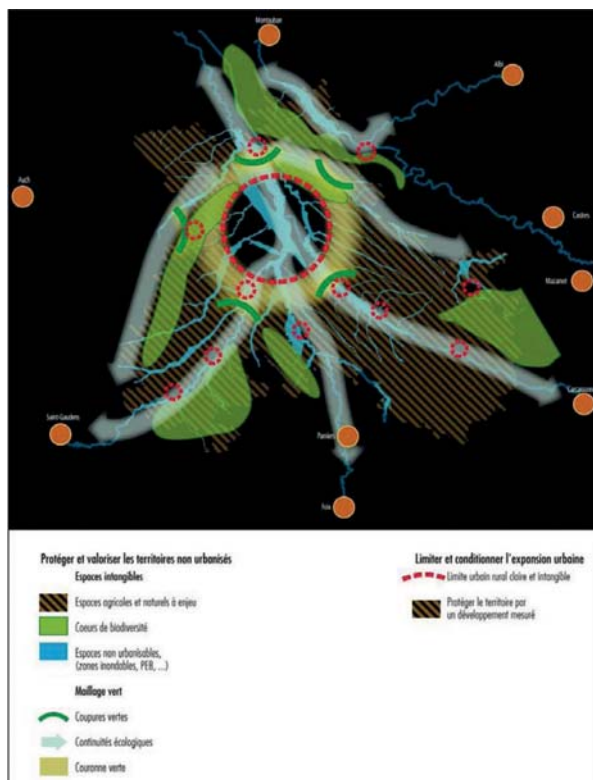 Montauban
Albi
Auch
Castres
Mazamet
Carcassonne
Saint-Gaudens
Pamiers
Foix
Protéger et valoriser les territoires non urbanisés
Espaces intangibles
Espaces agricoles et naturels à enjeu
Coeurs de biodiversité
Espaces non urbanisables,
(zones inondables, PEB, ...)
Maillage vert
Coupures vertes
Continuités écologiques
Couronne verte
Limiter et conditionner l'expansion urbaine
Limite urbain rural claire et intangible
Protéger le territoire par
un développement mesuré